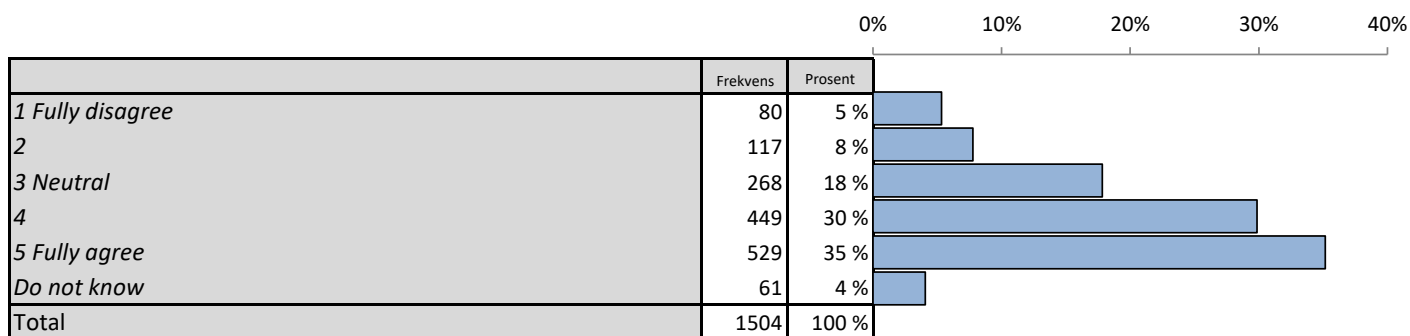 0% 10% 20% 30% 40%
Frekvens Prosent
1 Fully disagree 80 5 %
2 117 8 %
3 Neutral 268 18 %
4 449 30 %
5 Fully agree 529 35 %
Do not know 61 4 %
Total 1504 100 %